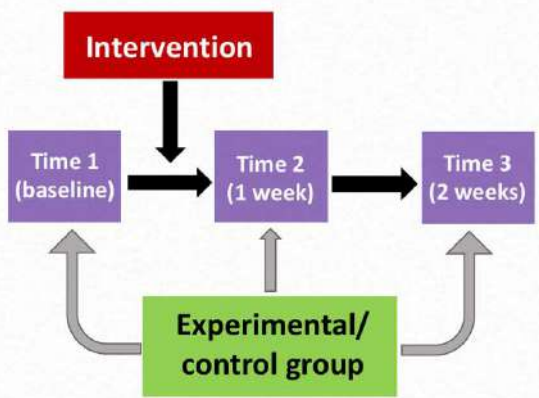 Intervention
Time 1
(baseline)
Time 2
(1 week)
Time 3
(2 weeks)
Experimental/
control group